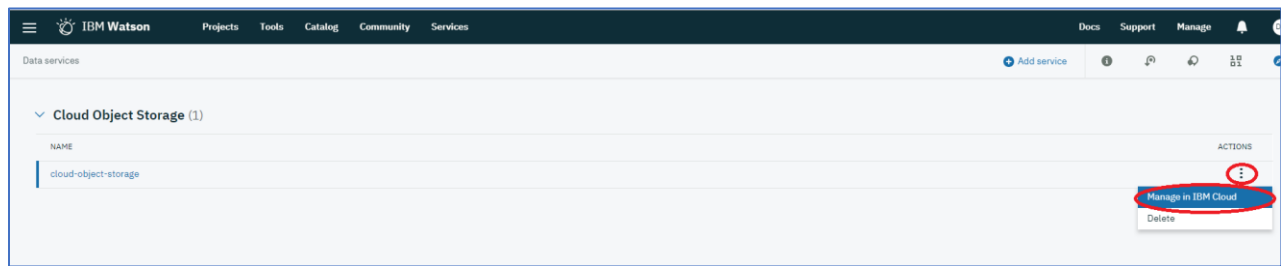 IBM Watson Projects Tools Catalog Community Services Docs Support Manage
Data services Add service
Cloud Object Storage (1)
NAME ACTIONS
cloud-object-storage
Manage in IBM Cloud
Delete